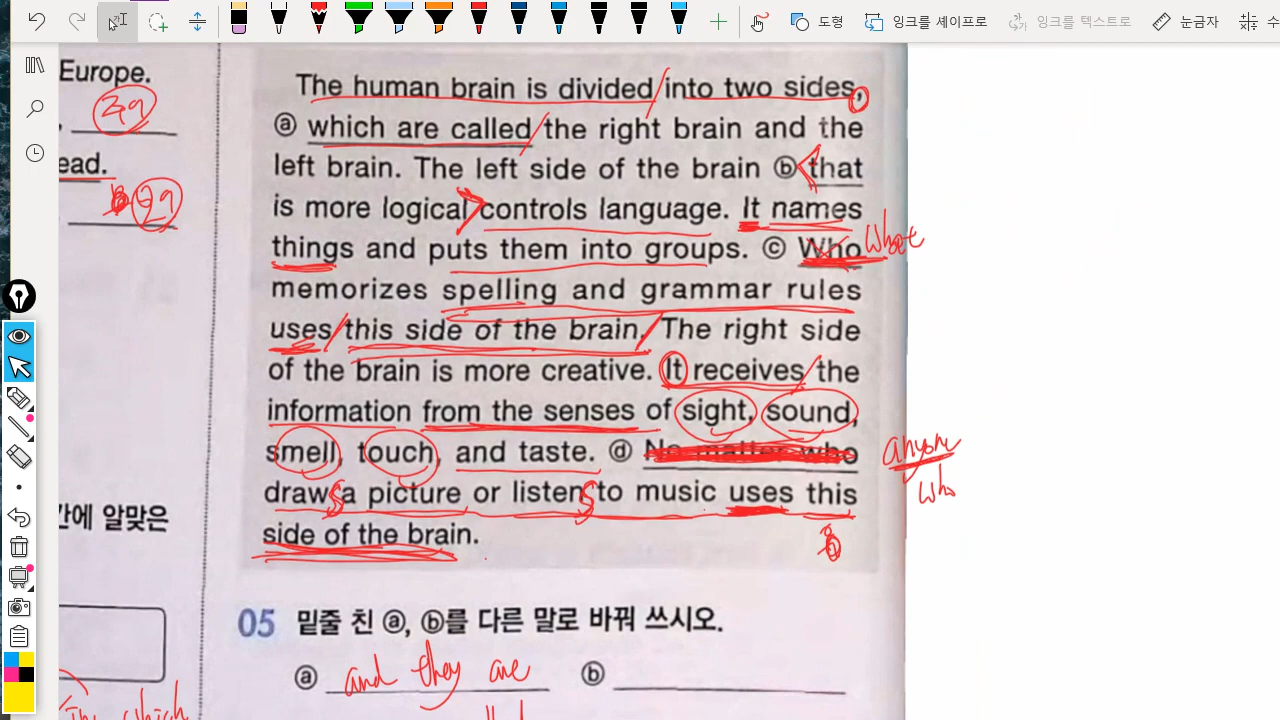 도형
잉크를 셰이프로
잉크를 텍스트로
눈금자
수
Europe.
ead.
간에 알맞은
The human brain is divided into two sides,
ⓐ which are called the right brain and the
left brain. The left side of the brain ⓑ that
is more logical controls language. It names
things and puts them into groups. ⓒ Who
What
memorizes spelling and grammar rules
uses this side of the brain. The right side
of the brain is more creative. It receives the
information from the senses of sight, sound,
smell, touch, and taste. ⓓ No matter who
anyone
who
draws a picture or listens to music uses this
side of the brain.
05 밑줄 친 ⓐ, ⓑ를 다른 말로 바꿔 쓰시오.
ⓐ and they are ⓑ
which